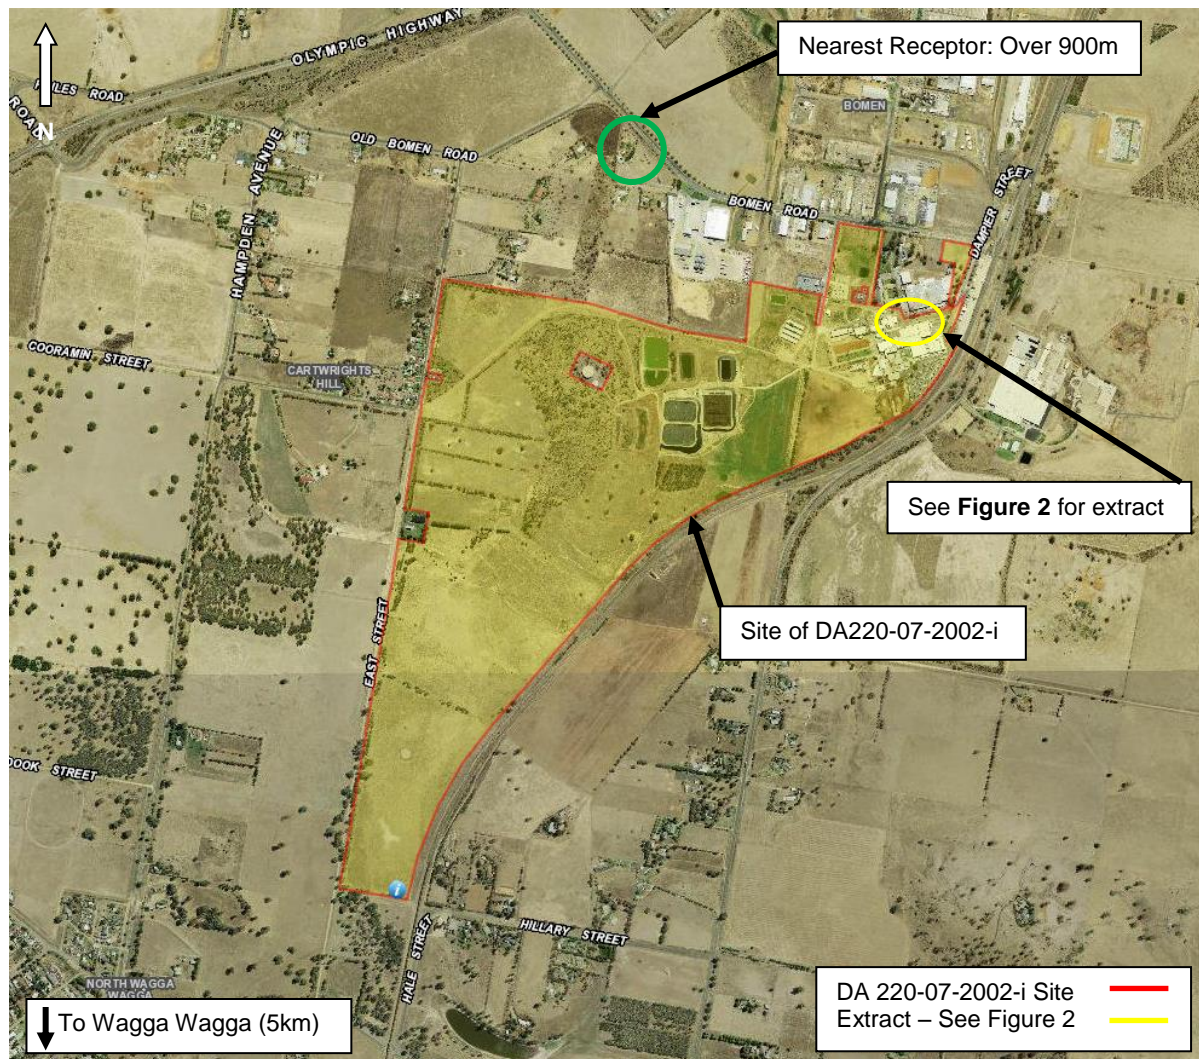 OLYMPIC HIGHWAY
Nearest Receptor: Over 900m
ROAD
ROAD
N
BOMEN
OLD BOMEN ROAD
HAMPDEN AVENUE
BOMEN ROAD
DAMPIER STREET
COORAMIN STREET
CARTWRIGHTS
HILL
See Figure 2 for extract
Site of DA220-07-2002-i
EAST STREET
STREET
HILLARY STREET
HALE STREET
NORTH WAGGA
WAGGA
To Wagga Wagga (5km)
DA 220-07-2002-i Site
Extract – See Figure 2